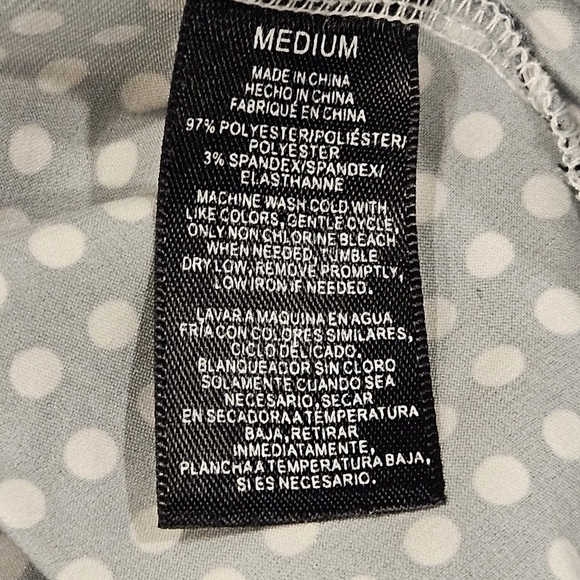 MEDIUM
MADE IN CHINA
HECHO IN CHINA
FABRIQUÉ EN CHINA
97% POLYESTER/POLIÉSTER/
POLYESTER
3% SPANDEX/SPANDEX/
ELASTHANNE
MACHINE WASH COLD WITH
LIKE COLORS, GENTLE CYCLE,
ONLY NON CHLORINE BLEACH
WHEN NEEDED, TUMBLE
DRY LOW, REMOVE PROMPTLY,
LOW IRON IF NEEDED.
LAVAR A MAQUINA EN AGUA
FRIA CON COLORES SIMILARES,
CICLO DELICADO.
BLANQUEADOR SIN CLORO
SOLAMENTE CUANDO SEA
NECESARIO, SECAR
EN SECADORA A TEMPERATURA
BAJA, RETIRAR
INMEDIATAMENTE,
PLANCHA A TEMPERATURA BAJA,
SI ES NECESARIO.